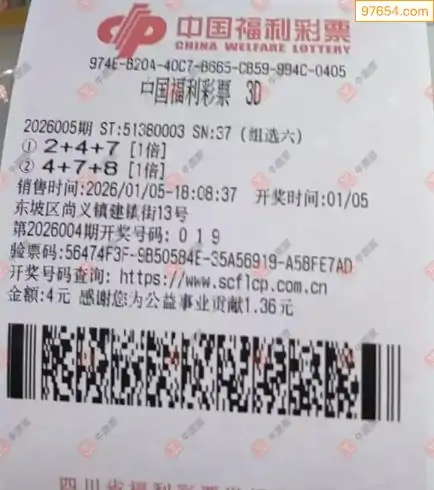 97654.com
中国福利彩票
CHINA WELFARE LOTTERY
974E-B20A-40C7-B665-CB59-994C-0405
中国福利彩票 3D
2026005期 ST:51380003 SN:37 (组选六)
① 2+4+7 [1倍]
② 4+7+8 [1倍]
销售时间:2026/01/05-18:08:37 开奖时间:01/05
东坡区尚义镇建镇街13号
第2026004期开奖号码: 0 1 9
验票码:56474F3F-9B50584E-35A56919-A5BFE7AD
开奖号码查询: https://www.scflcp.com.cn
金额:4元 感谢您为公益事业贡献1.36元
四川省福利彩票